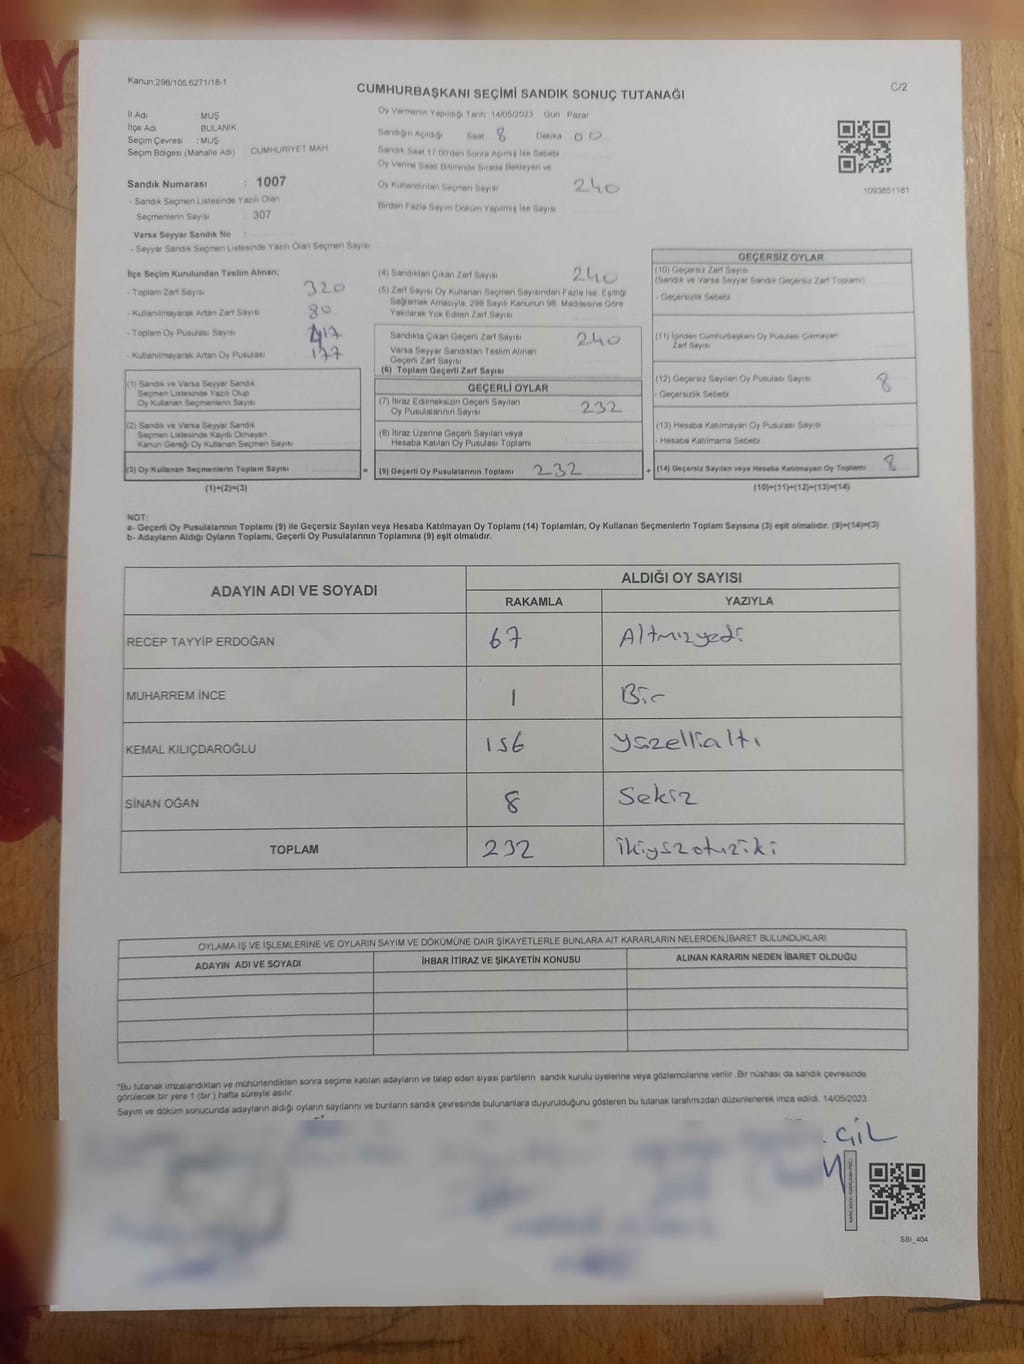 Kanun:298/105:6271/18-1
CUMHURBAŞKANI SEÇİMİ SANDIK SONUÇ TUTANAĞI
C/2
İl Adı : MUŞ
İlçe Adı : BULANIK
Seçim Çevresi : MUŞ
Seçim Bölgesi (Mahalle Adı) CUMHURİYET MAH.
Sandık Numarası : 1007
- Sandık Seçmen Listesinde Yazılı Olan
Seçmenlerin Sayısı : 307
Varsa Seyyar Sandık No :
- Seyyar Sandık Seçmen Listesinde Yazılı Olan Seçmen Sayısı
Oy Vermenin Yapıldığı Tarih 14/05/2023 Gün Pazar
Sandığın Açıldığı Saat 8 Dakika 00
Sandık Saat 17:00'den Sonra Açılmış İse Sebebi
Oy Verme Saati Bitiminde Sırada Bekleyen ve
Oy Kullandırılan Seçmen Sayısı 240
Birden Fazla Sayım Döküm Yapılmış İse Sayısı
1093851161
İlçe Seçim Kurulundan Teslim Alınan;
- Toplam Zarf Sayısı 320
- Kullanılmayarak Artan Zarf Sayısı 80
- Toplam Oy Pusulası Sayısı 417
- Kullanılmayarak Artan Oy Pusulası 177
(1) Sandık ve Varsa Seyyar Sandık
Seçmen Listesinde Yazılı Olup
Oy Kullanan Seçmenlerin Sayısı
(2) Sandık ve Varsa Seyyar Sandık
Seçmen Listesinde Kayıtlı Olmayan
Kanun Gereği Oy Kullanan Seçmen Sayısı
(3) Oy Kullanan Seçmenlerin Toplam Sayısı
(1)+(2)=(3)
=
(4) Sandıktan Çıkan Zarf Sayısı 240
(5) Zarf Sayısı Oy Kullanan Seçmen Sayısından Fazla İse, Eşitliği
Sağlamak Amacıyla, 298 Sayılı Kanunun 98. Maddesine Göre
Yakılarak Yok Edilen Zarf Sayısı
Sandıkta Çıkan Geçerli Zarf Sayısı 240
Varsa Seyyar Sandıktan Teslim Alınan
Geçerli Zarf Sayısı
(6) Toplam Geçerli Zarf Sayısı
GEÇERLİ OYLAR
(7) İtiraz Edilmeksizin Geçerli Sayılan
Oy Pusulalarının Sayısı 232
(8) İtiraz Üzerine Geçerli Sayılan veya
Hesaba Katılan Oy Pusulası Toplamı
(9) Geçerli Oy Pusulalarının Toplamı 232
+
GEÇERSİZ OYLAR
(10) Geçersiz Zarf Sayısı
(Sandık ve Varsa Seyyar Sandık Geçersiz Zarf Toplamı)
- Geçersizlik Sebebi
(11) İçinden Cumhurbaşkanı Oy Pusulası Çıkmayan
Zarf Sayısı
(12) Geçersiz Sayılan Oy Pusulası Sayısı 8
- Geçersizlik Sebebi
(13) Hesaba Katılmayan Oy Pusulası Sayısı
- Hesaba Katılmama Sebebi
(14) Geçersiz Sayılan veya Hesaba Katılmayan Oy Toplamı 8
(10)+(11)+(12)+(13)=(14)
NOT:
a- Geçerli Oy Pusulalarının Toplamı (9) ile Geçersiz Sayılan veya Hesaba Katılmayan Oy Toplamı (14) Toplamları, Oy Kullanan Seçmenlerin Toplam Sayısına (3) eşit olmalıdır. (9)+(14)=(3)
b- Adayların Aldığı Oyların Toplamı, Geçerli Oy Pusulalarının Toplamına (9) eşit olmalıdır.
ADAYIN ADI VE SOYADI
ALDIĞI OY SAYISI
RAKAMLA YAZIYLA
RECEP TAYYİP ERDOĞAN 67 Altmışyedi
MUHARREM İNCE 1 Bir
KEMAL KILIÇDAROĞLU 156 Yüzellialtı
SİNAN OĞAN 8 Sekiz
TOPLAM 232 ikiyüzotuziki
OYLAMA İŞ VE İŞLEMLERİNE VE OYLARIN SAYIM VE DÖKÜMÜNE DAİR ŞİKAYETLERLE BUNLARA AİT KARARLARIN NELERDEN İBARET BULUNDUKLARI
ADAYIN ADI VE SOYADI İHBAR İTİRAZ VE ŞİKAYETİN KONUSU ALINAN KARARIN NEDEN İBARET OLDUĞU
*Bu tutanak imzalandıktan ve mühürlendikten sonra seçime katılan adayların ve talep eden siyasi partilerin sandık kurulu üyelerine veya gözlemcilerine verilir. Bir nüshası da sandık çevresinde
görülecek bir yere 1 (bir) hafta süreyle asılır.
Sayım ve döküm sonucunda adayların aldığı oyların sayılarını ve bunların sandık çevresinde bulunanlara duyurulduğunu gösteren bu tutanak tarafımızdan düzenlenerek imza edildi. 14/05/2023
GİL
SSI_404